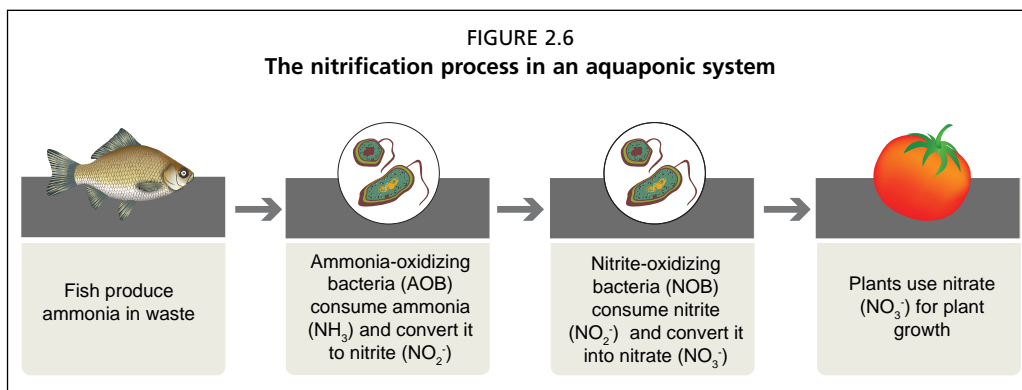 FIGURE 2.6
The nitrification process in an aquaponic system
Fish produce
ammonia in waste
Ammonia-oxidizing
bacteria (AOB)
consume ammonia
(NH₃) and convert it
to nitrite (NO₂⁻)
Nitrite-oxidizing
bacteria (NOB)
consume nitrite
(NO₂⁻) and convert it
into nitrate (NO₃⁻)
Plants use nitrate
(NO₃⁻) for plant
growth